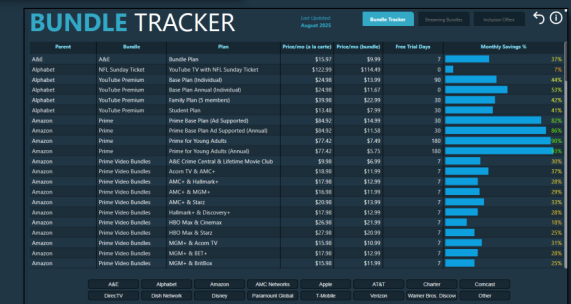 BUNDLE TRACKER
Last Updated:
August 2025
Bundle Tracker Streaming Bundles Inclusion Offers
Parent Bundle Plan Price/mo (a la carte) Price/mo (bundle) Free Trial Days Monthly Savings %
A&E A&E Bundle Plan $15.97 $9.99 7 37%
Alphabet NFL Sunday Ticket YouTube TV with NFL Sunday Ticket $122.99 $114.49 0 7%
Alphabet YouTube Premium Base Plan (Individual) $24.98 $13.99 90 44%
Alphabet YouTube Premium Base Plan Annual (Individual) $24.98 $11.67 0 53%
Alphabet YouTube Premium Family Plan (5 members) $39.98 $22.99 30 42%
Alphabet YouTube Premium Student Plan $13.48 $7.99 30 41%
Amazon Prime Prime Base Plan (Ad Supported) $84.92 $14.99 30 82%
Amazon Prime Prime Base Plan Ad Supported (Annual) $84.92 $11.58 30 86%
Amazon Prime Prime for Young Adults $77.42 $7.49 180 90%
Amazon Prime Prime for Young Adults (Annual) $77.42 $5.75 180
Amazon Prime Video Bundles A&E Crime Central & Lifetime Movie Club $9.98 $6.99 7 30%
Amazon Prime Video Bundles Acorn TV & AMC+ $18.98 $11.99 7 37%
Amazon Prime Video Bundles AMC+ & Hallmark+ $17.98 $12.99 7 28%
Amazon Prime Video Bundles AMC+ & MGM+ $16.98 $11.99 7 29%
Amazon Prime Video Bundles AMC+ & Starz $20.98 $13.99 7 33%
Amazon Prime Video Bundles Hallmark+ & Discovery+ $17.98 $12.99 7 28%
Amazon Prime Video Bundles HBO Max & Cinemax $26.98 $21.99 7 18%
Amazon Prime Video Bundles HBO Max & Starz $27.98 $20.99 7 25%
Amazon Prime Video Bundles MGM+ & Acorn TV $15.98 $10.99 7 31%
Amazon Prime Video Bundles MGM+ & BET+ $17.98 $12.99 7 28%
Amazon Prime Video Bundles MGM+ & BritBox $15.98 $11.99 7 25%
A&E Alphabet Amazon AMC Networks Apple AT&T Charter Comcast
DirecTV Dish Network Disney Paramount Global T-Mobile Verizon Warner Bros. Discov Other